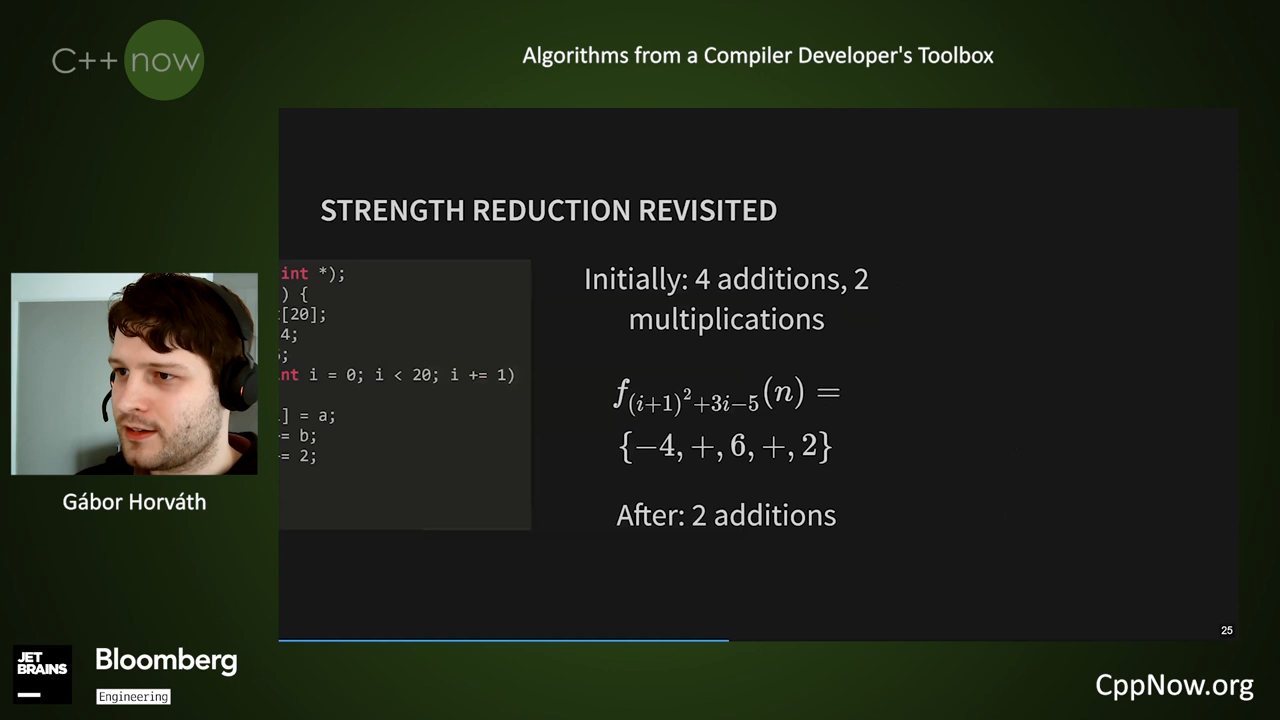 C++ now
Algorithms from a Compiler Developer's Toolbox
STRENGTH REDUCTION REVISITED
int *);
) {
[20];
4;
;
nt i = 0; i < 20; i += 1)
] = a;
= b;
= 2;
Initially: 4 additions, 2
multiplications
f_{(i+1)^2+3i−5}(n) =
{−4, +, 6, +, 2}
After: 2 additions
25
Gábor Horváth
JET
BRAINS
Bloomberg
Engineering
CppNow.org